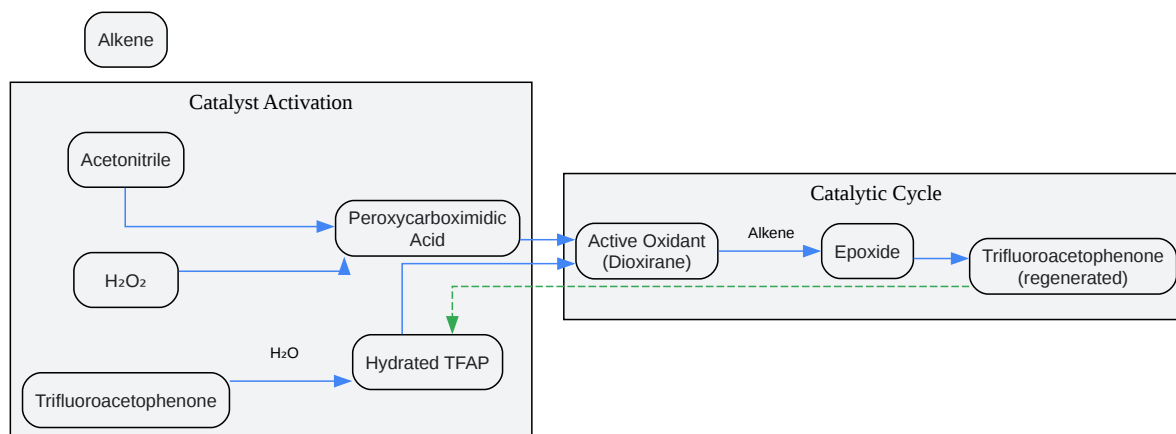 Alkene
Catalyst Activation
Acetonitrile
Peroxycarboximidic
Acid
H₂O₂
H₂O
Hydrated TFAP
Trifluoroacetophenone
Catalytic Cycle
Active Oxidant
(Dioxirane)
Alkene
Epoxide
Trifluoroacetophenone
(regenerated)